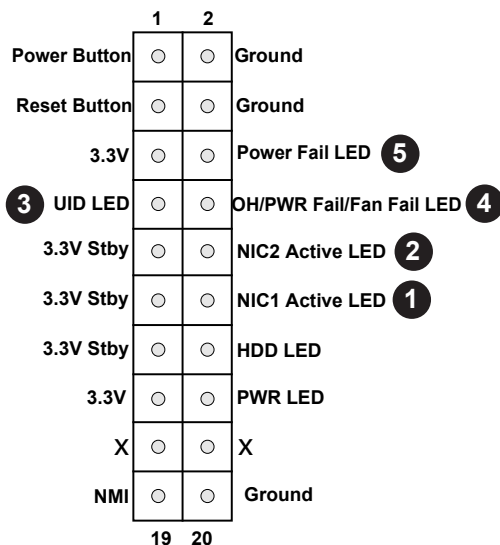 1 2
Power Button Ground
Reset Button Ground
3.3V Power Fail LED 5
3 UID LED OH/PWR Fail/Fan Fail LED 4
3.3V Stby NIC2 Active LED 2
3.3V Stby NIC1 Active LED 1
3.3V Stby HDD LED
3.3V PWR LED
X X
NMI Ground
19 20